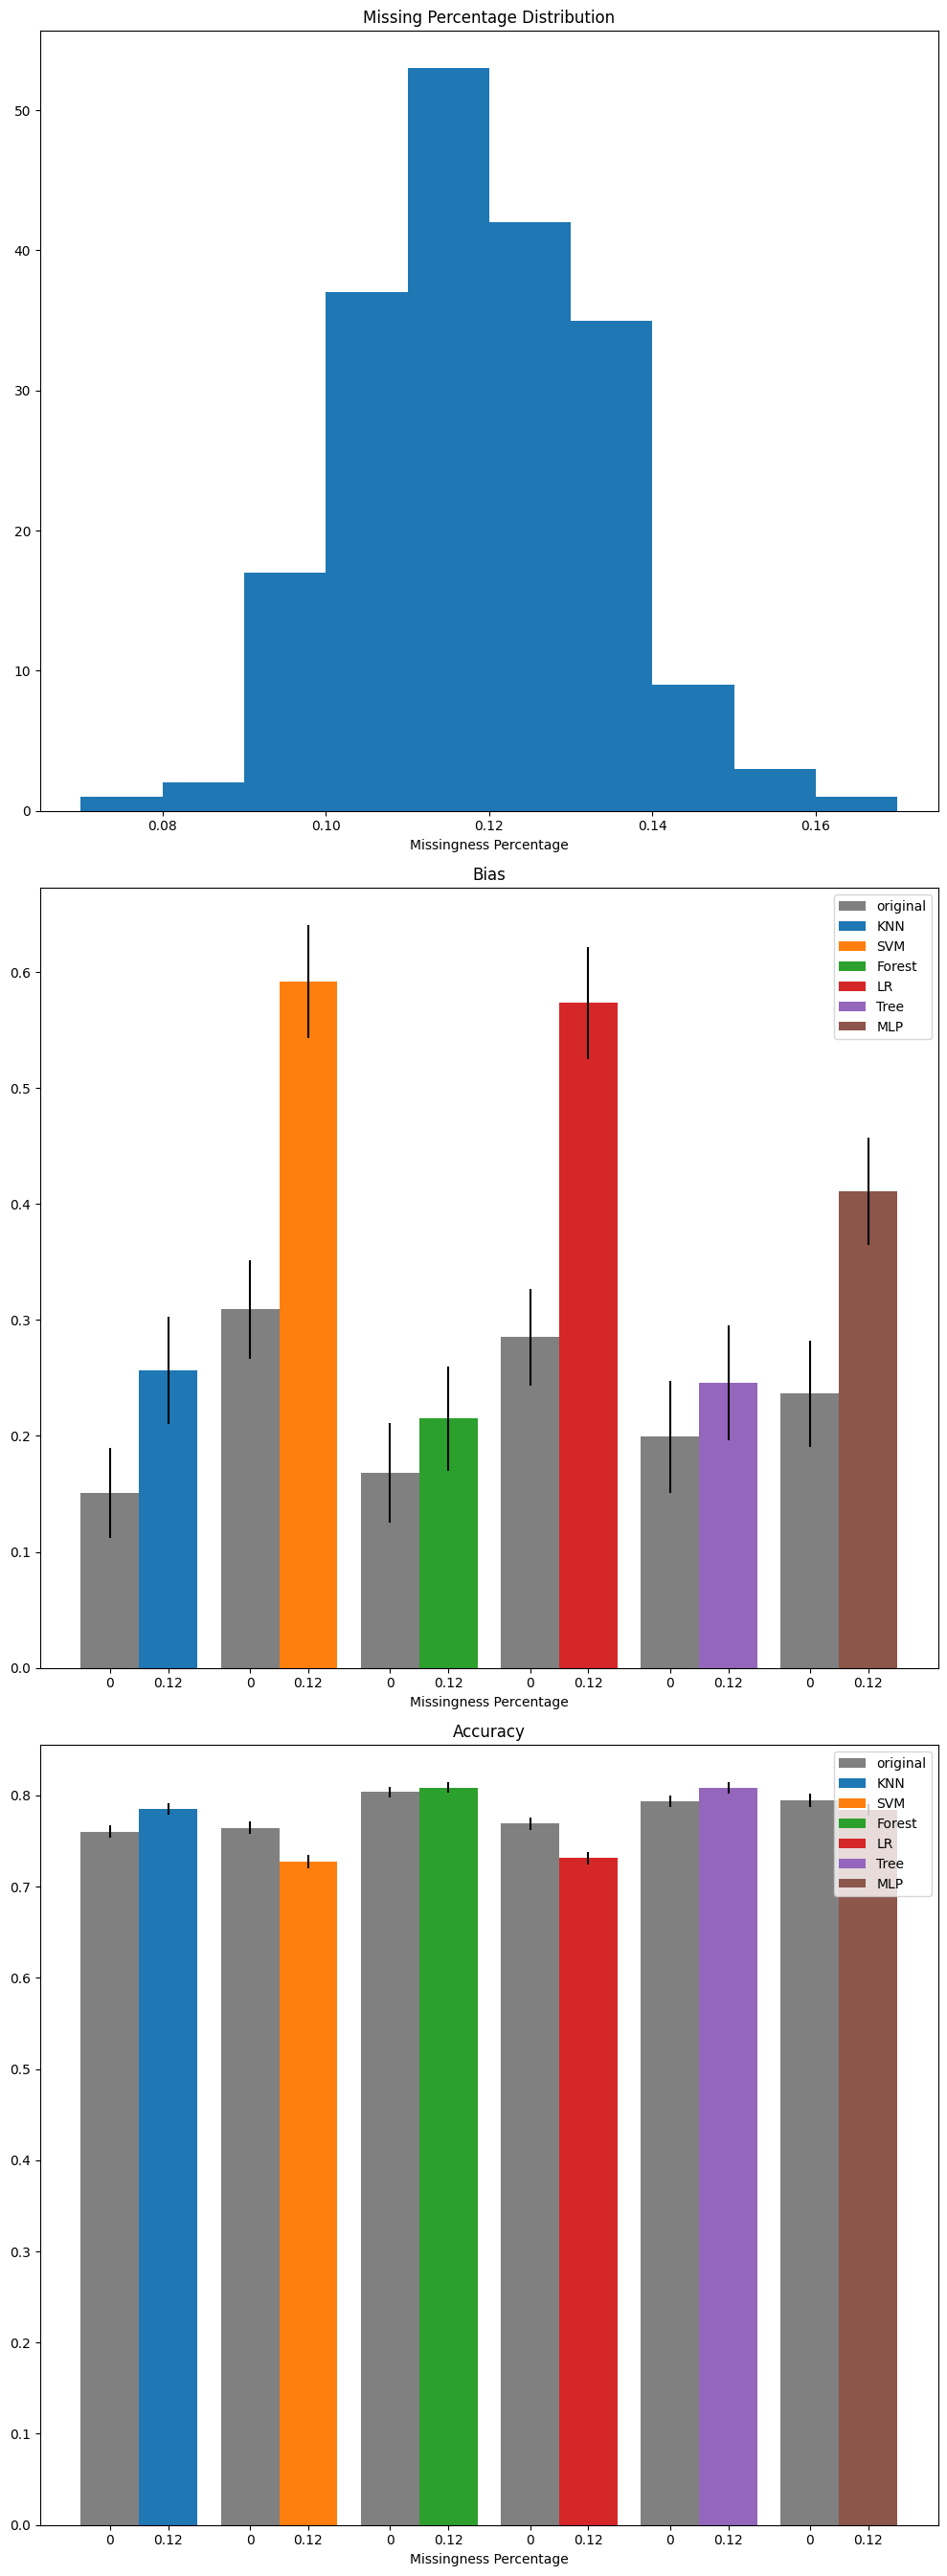 Missing Percentage Distribution
50
40
30
20
10
0
0.08 0.10 0.12 0.14 0.16
Missingness Percentage
Bias
original
KNN
SVM
Forest
LR
Tree
MLP
0.6
0.5
0.4
0.3
0.2
0.1
0.0
0 0.12 0 0.12 0 0.12 0 0.12 0 0.12 0 0.12
Missingness Percentage
Accuracy
original
KNN
SVM
Forest
LR
Tree
MLP
0.8
0.7
0.6
0.5
0.4
0.3
0.2
0.1
0.0
0 0.12 0 0.12 0 0.12 0 0.12 0 0.12 0 0.12
Missingness Percentage